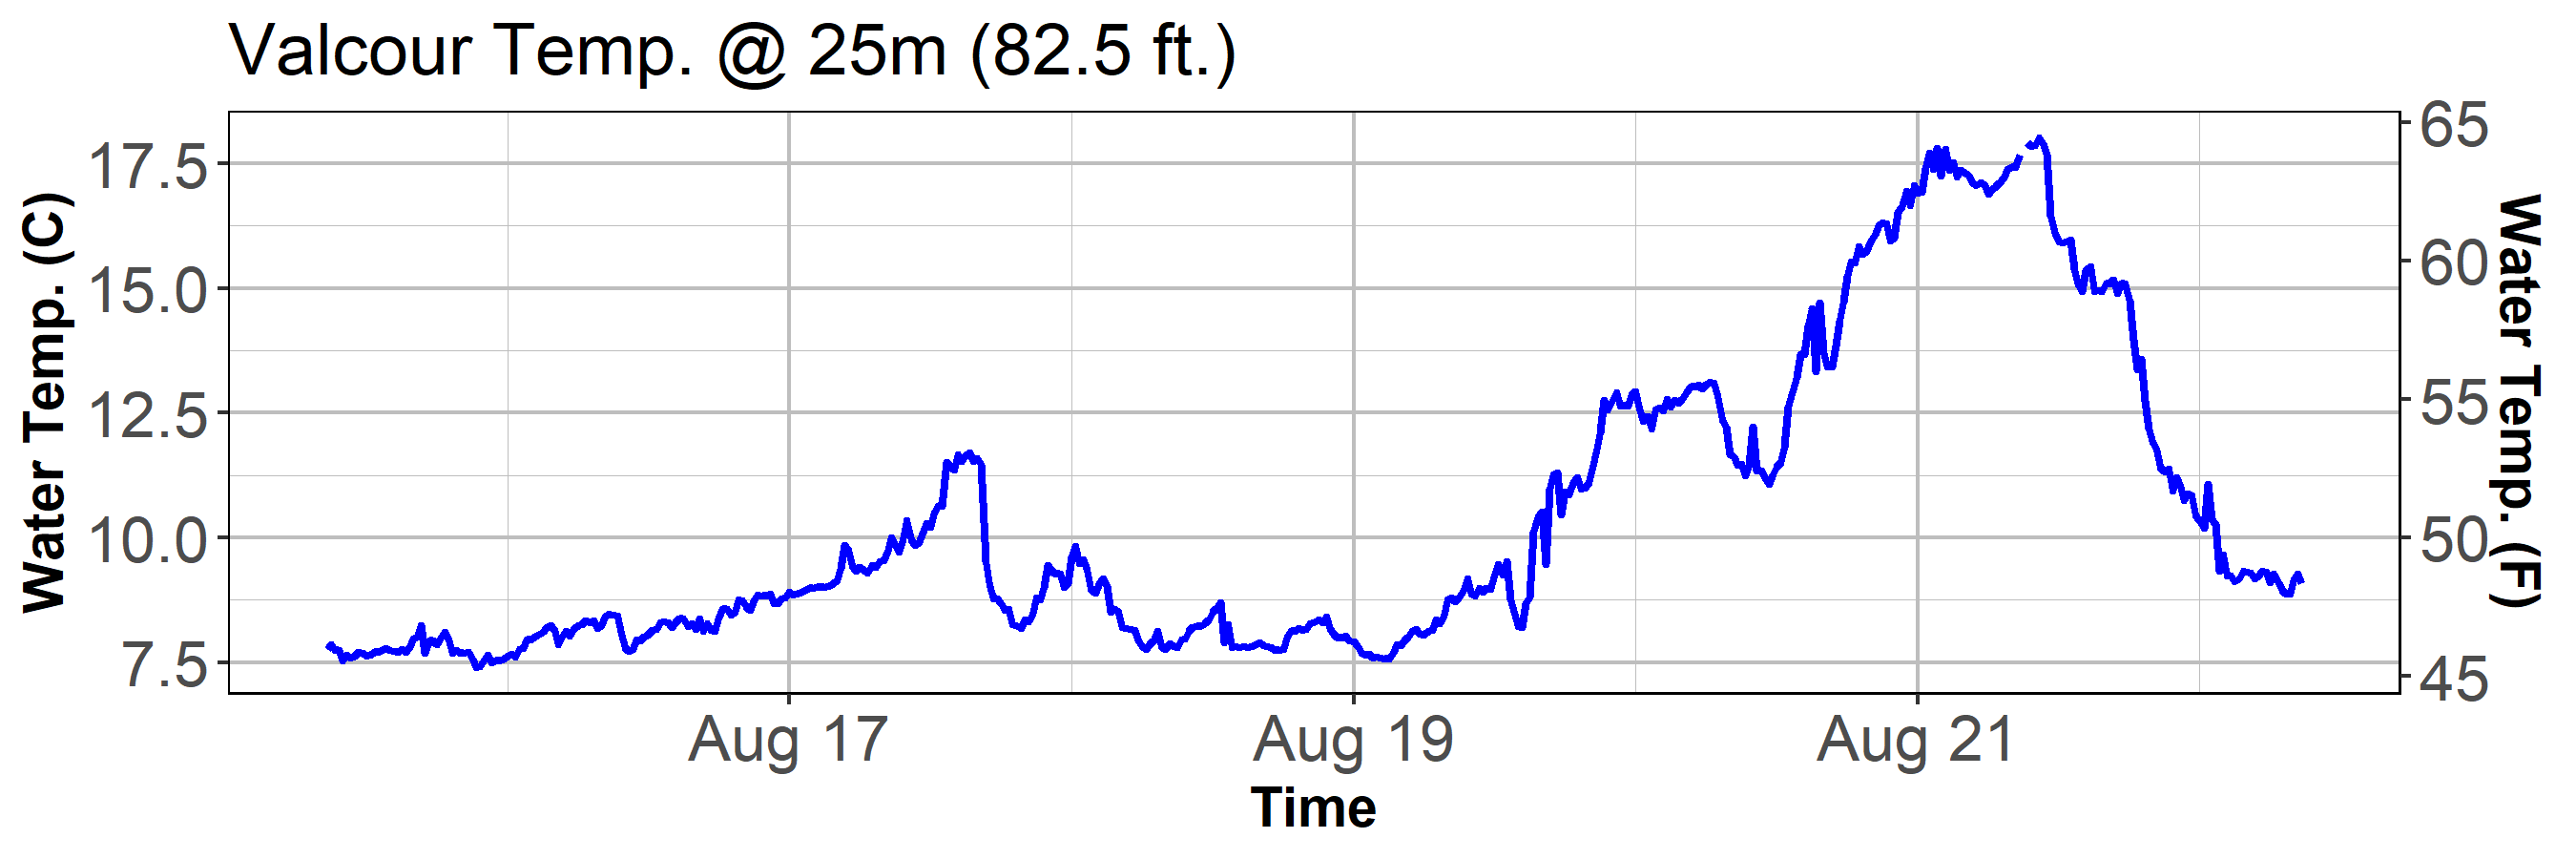 Valcour Temp. @ 25m (82.5 ft.)
Water Temp. (C)
17.5
15.0
12.5
10.0
7.5
65
60
55
50
45
Water Temp. (F)
Aug 17
Aug 19
Aug 21
Time